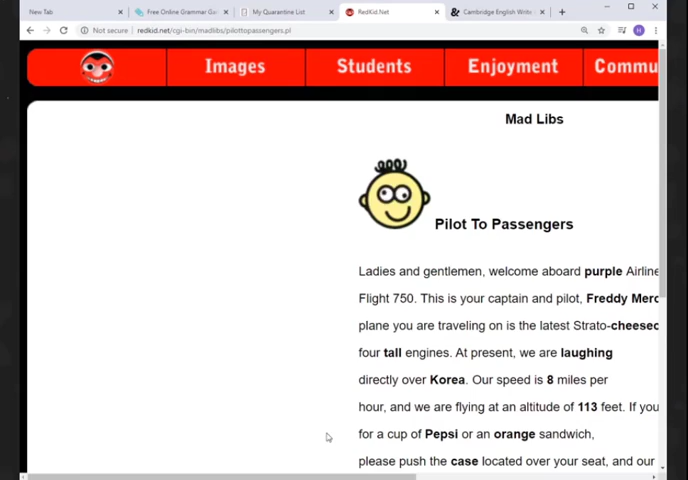 New Tab
Free Online Grammar
My Quarantine List
RedKid.Net
Cambridge English Write
Not secure | redkid.net/cgi-bin/madlibs/pilottopassengers.pl
H
Images
Students
Enjoyment
Commu
Mad Libs
Pilot To Passengers
Ladies and gentlemen, welcome aboard purple Airline
Flight 750. This is your captain and pilot, Freddy Merc
plane you are traveling on is the latest Strato-cheesec
four tall engines. At present, we are laughing
directly over Korea. Our speed is 8 miles per
hour, and we are flying at an altitude of 113 feet. If you
for a cup of Pepsi or an orange sandwich,
please push the case located over your seat, and our